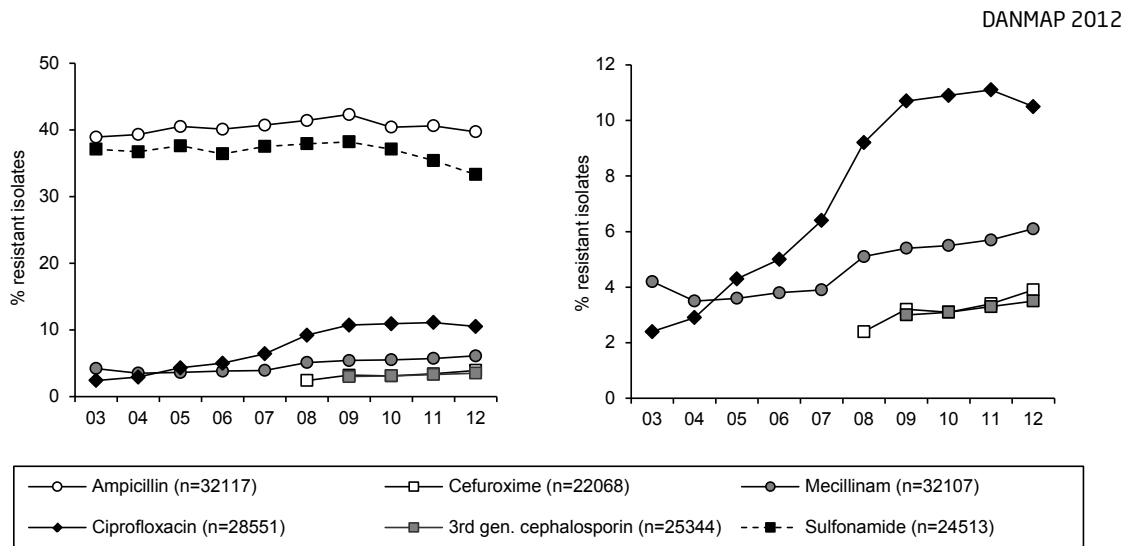 DANMAP 2012
50
40
30
20
10
0
% resistant isolates
03 04 05 06 07 08 09 10 11 12
12
10
8
6
4
2
0
% resistant isolates
03 04 05 06 07 08 09 10 11 12
Ampicillin (n=32117) Cefuroxime (n=22068) Mecillinam (n=32107)
Ciprofloxacin (n=28551) 3rd gen. cephalosporin (n=25344) Sulfonamide (n=24513)